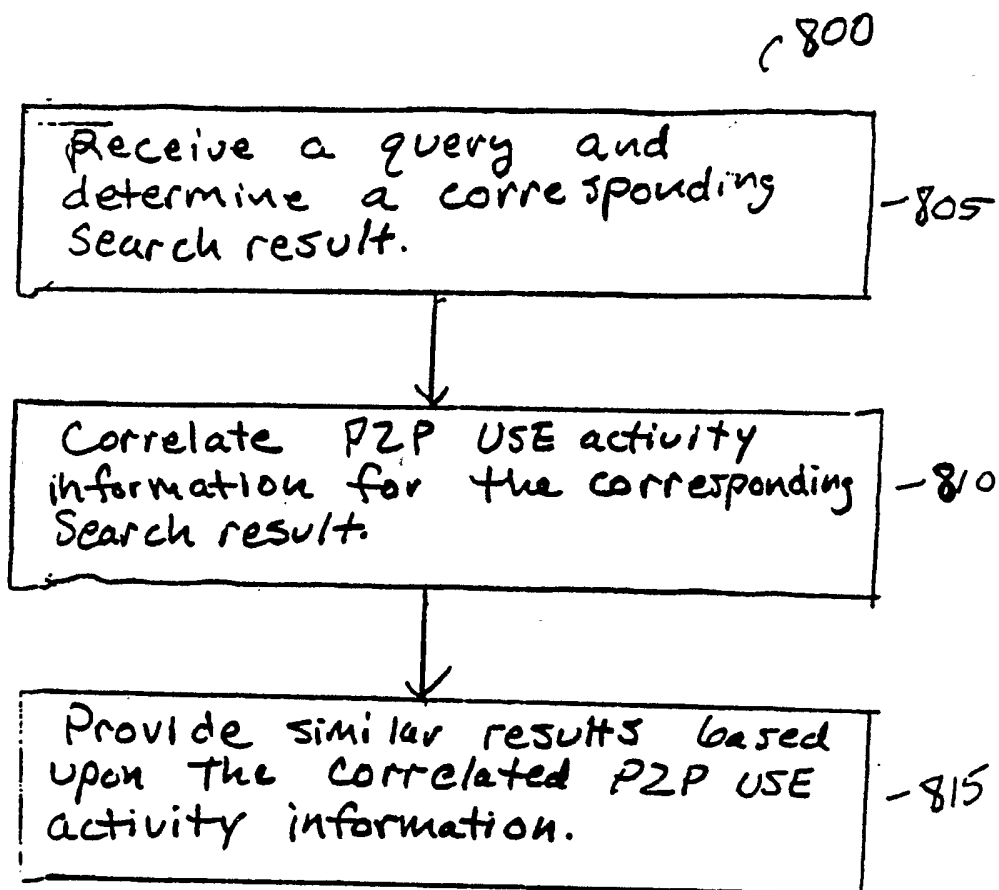 800
Receive a query and
determine a corresponding
Search result.
-805
Correlate P2P USE activity
information for the corresponding
Search result.
-810
Provide similar results based
upon The correlated P2P USE
activity information.
-815